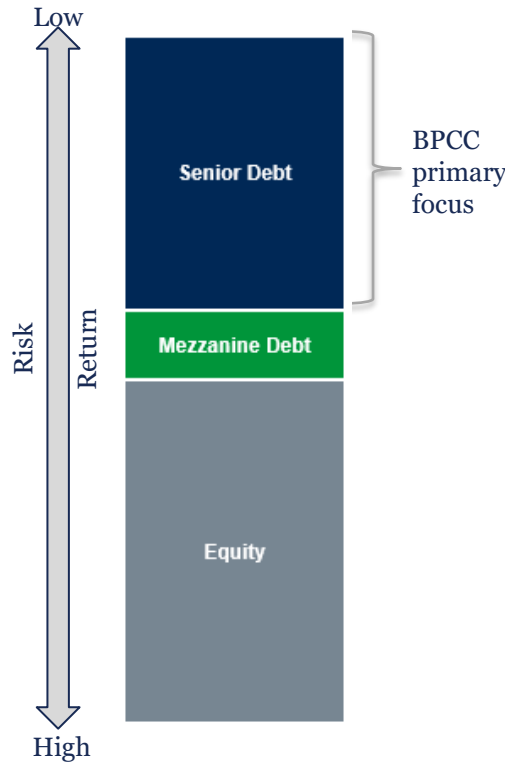 Low
Senior Debt
BPCC
primary
focus
Mezzanine Debt
Risk
Return
Equity
High